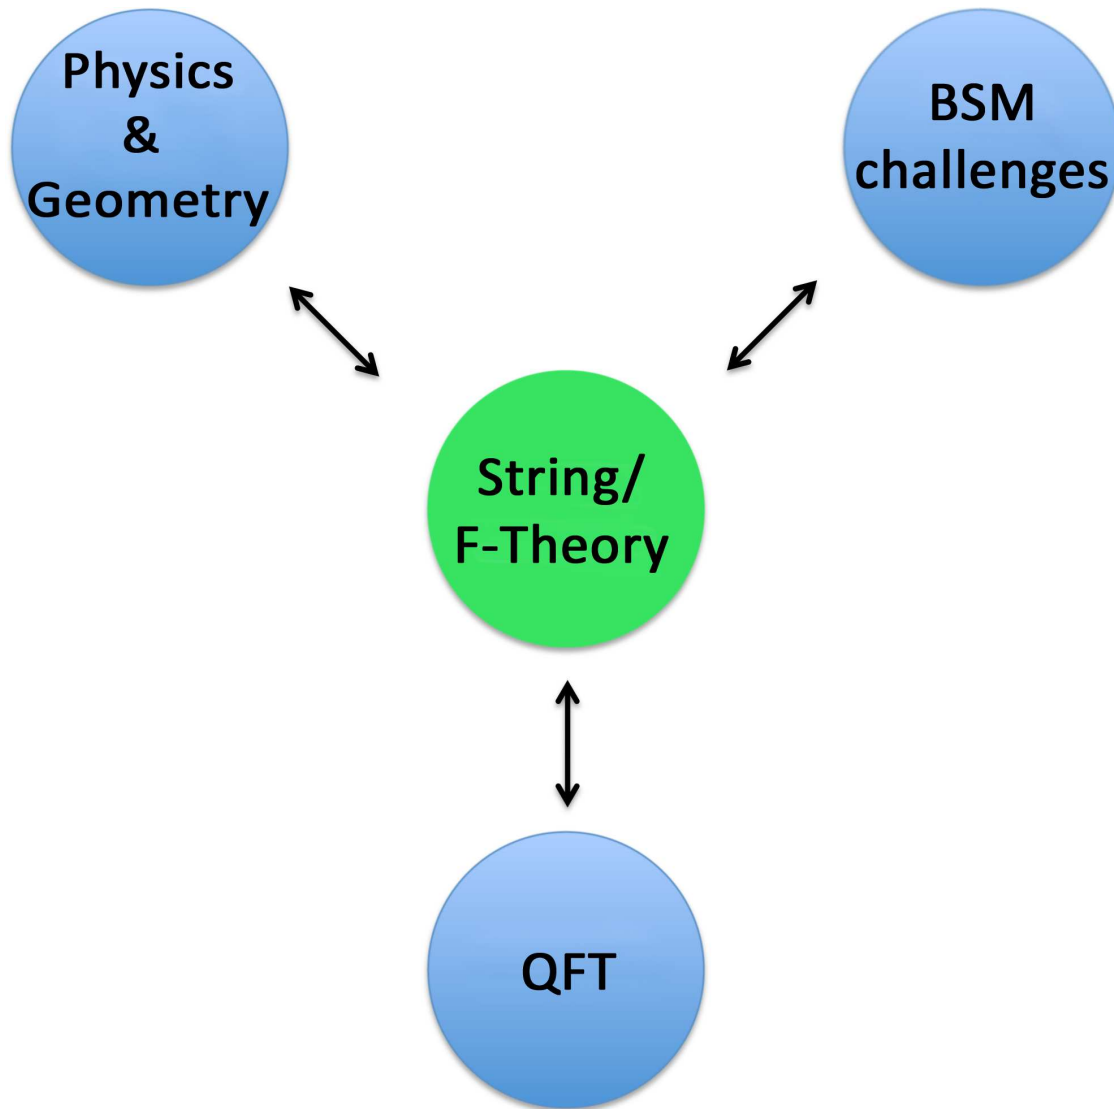 Physics
&
Geometry
BSM
challenges
String/
F-Theory
QFT